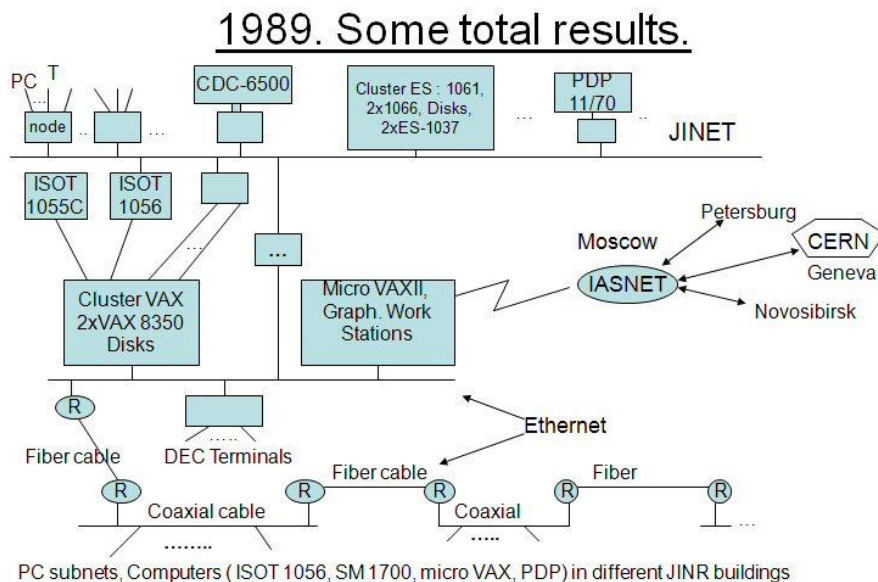 1989. Some total results.
PC T
...
CDC-6500
Cluster ES : 1061,
2x1066, Disks,
2xES-1037
...
PDP
11/70
..
node
..
...
JINET
ISOT
1055C
ISOT
1056
...
...
Petersburg
Moscow
CERN
Geneva
IASNET
Novosibirsk
Cluster VAX
2xVAX 8350
Disks
Micro VAXII,
Graph. Work
Stations
R
.....
Ethernet
Fiber cable
DEC Terminals
Fiber cable
Fiber
R
R
R
R
R
Coaxial cable
Coaxial
........
.....
...
PC subnets, Computers ( ISOT 1056, SM 1700, micro VAX, PDP) in different JINR buildings